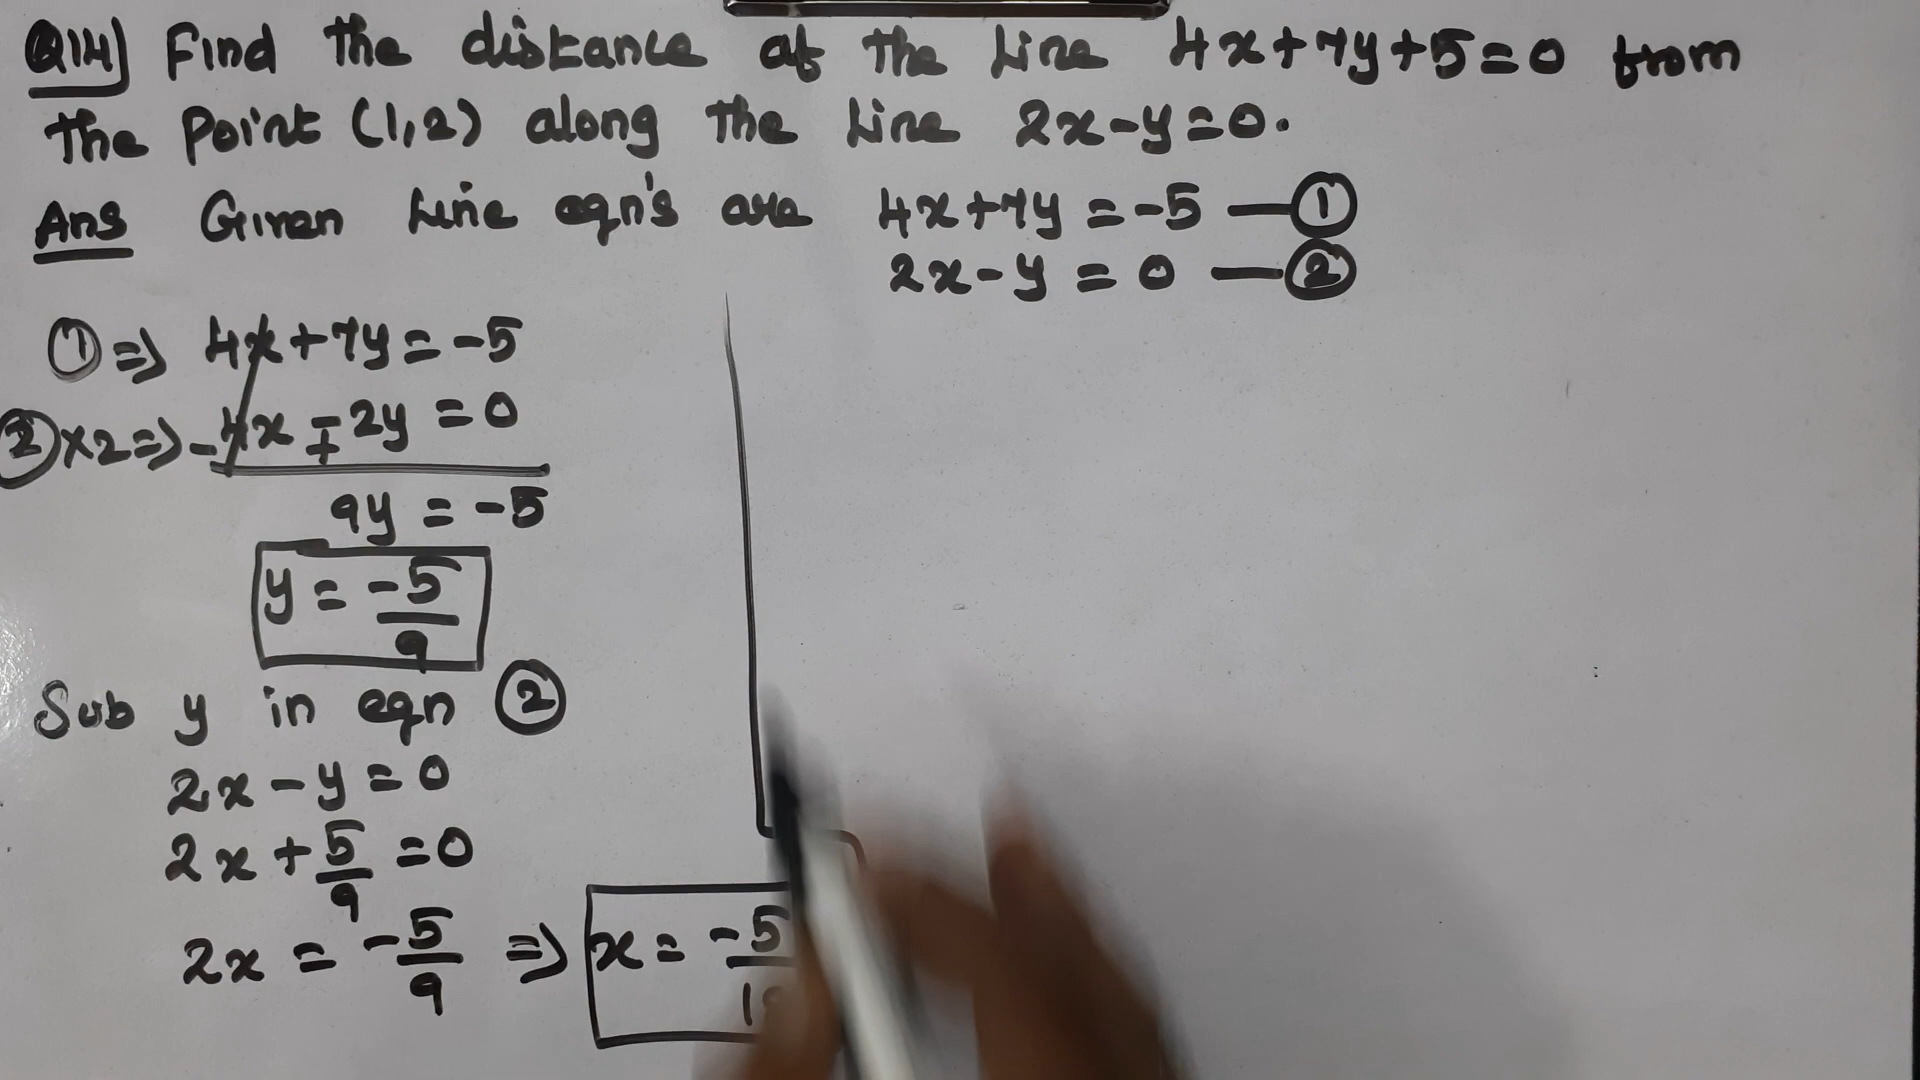 Q14) Find the distance of the line 4x+7y+5=0 from
the point (1,2) along the line 2x-y=0.
Ans Given line eqn's are 4x+7y=-5 — ①
2x-y=0 — ②
①⇒ 4x+7y=-5
②×2⇒ -4x∓2y=0
9y=-5
y=-5/9
Sub y in eqn ②
2x-y=0
2x+5/9=0
2x=-5/9 ⇒ x=-5/